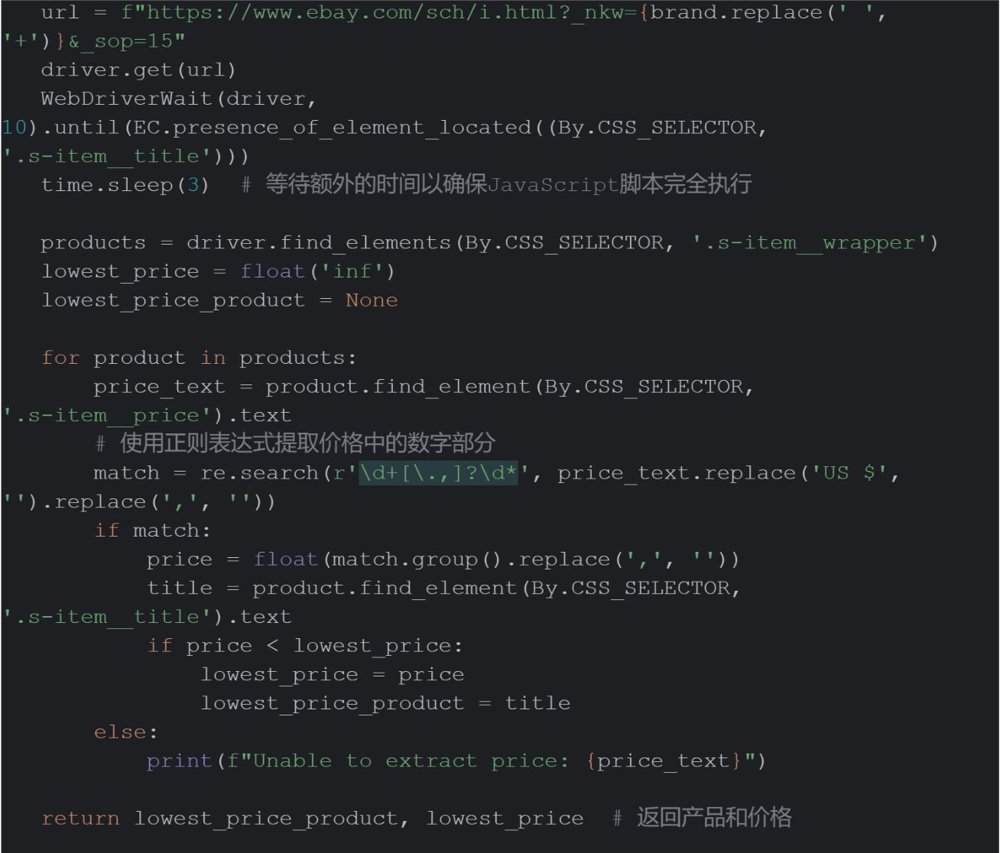 url = f"https://www.ebay.com/sch/i.html?_nkw={brand.replace(' ',
'+')}&_sop=15"
driver.get(url)
WebDriverWait(driver,
10).until(EC.presence_of_element_located((By.CSS_SELECTOR,
'.s-item__title')))
time.sleep(3)  # 等待额外的时间以确保JavaScript脚本完全执行
products = driver.find_elements(By.CSS_SELECTOR, '.s-item__wrapper')
lowest_price = float('inf')
lowest_price_product = None
for product in products:
price_text = product.find_element(By.CSS_SELECTOR,
'.s-item__price').text
# 使用正则表达式提取价格中的数字部分
match = re.search(r'\d+[\.,]?\d*', price_text.replace('US $',
'').replace(',', ''))
if match:
price = float(match.group().replace(',', ''))
title = product.find_element(By.CSS_SELECTOR,
'.s-item__title').text
if price < lowest_price:
lowest_price = price
lowest_price_product = title
else:
print(f"Unable to extract price: {price_text}")
return lowest_price_product, lowest_price  # 返回产品和价格